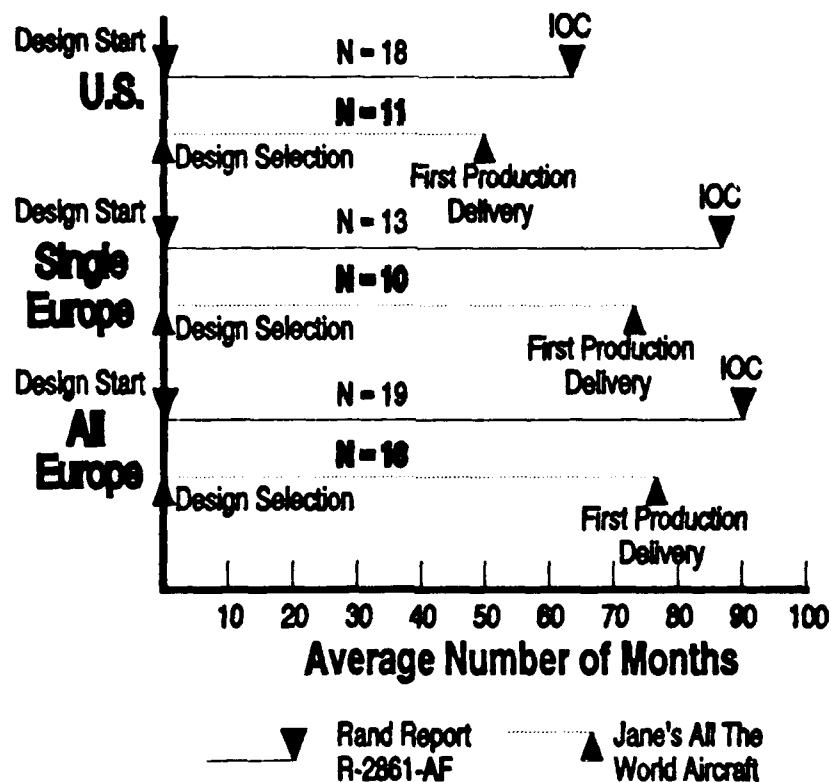 Design Start
IOC
N = 18
U.S.
N = 11
Design Selection
First Production
Delivery
Design Start
IOC
N = 13
Single
Europe
N = 10
Design Selection
First Production
Delivery
Design Start
IOC
N = 19
All
Europe
N = 16
Design Selection
First Production
Delivery
10 20 30 40 50 60 70 80 90 100
Average Number of Months
Rand Report
R-2861-AF
Jane's All The
World Aircraft